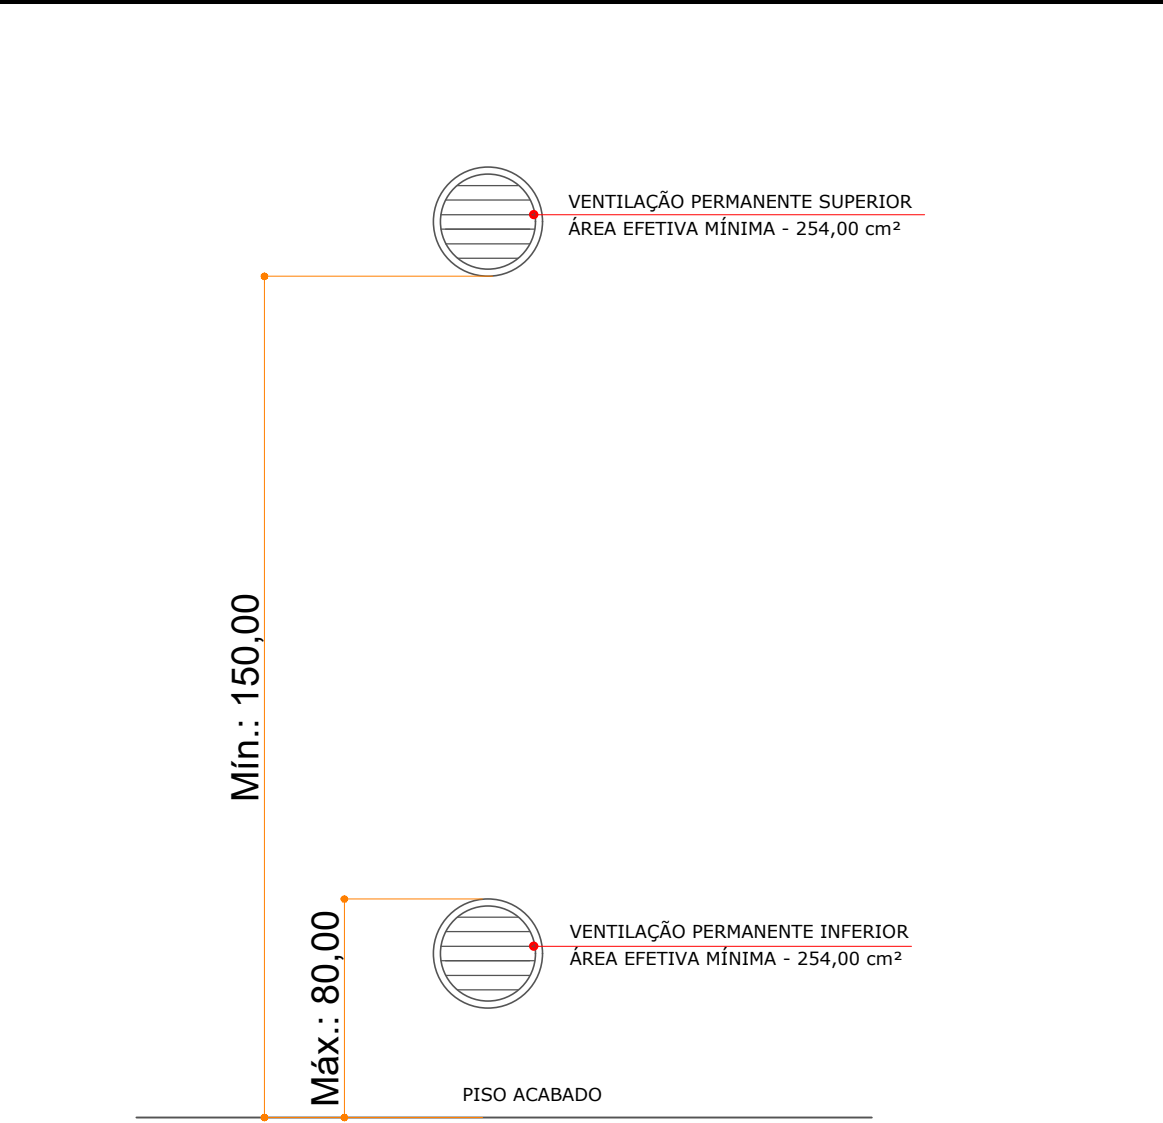 VENTILAÇÃO PERMANENTE SUPERIOR
ÁREA EFETIVA MÍNIMA - 254,00 cm²
Mín.: 150,00
Máx.: 80,00
VENTILAÇÃO PERMANENTE INFERIOR
ÁREA EFETIVA MÍNIMA - 254,00 cm²
PISO ACABADO